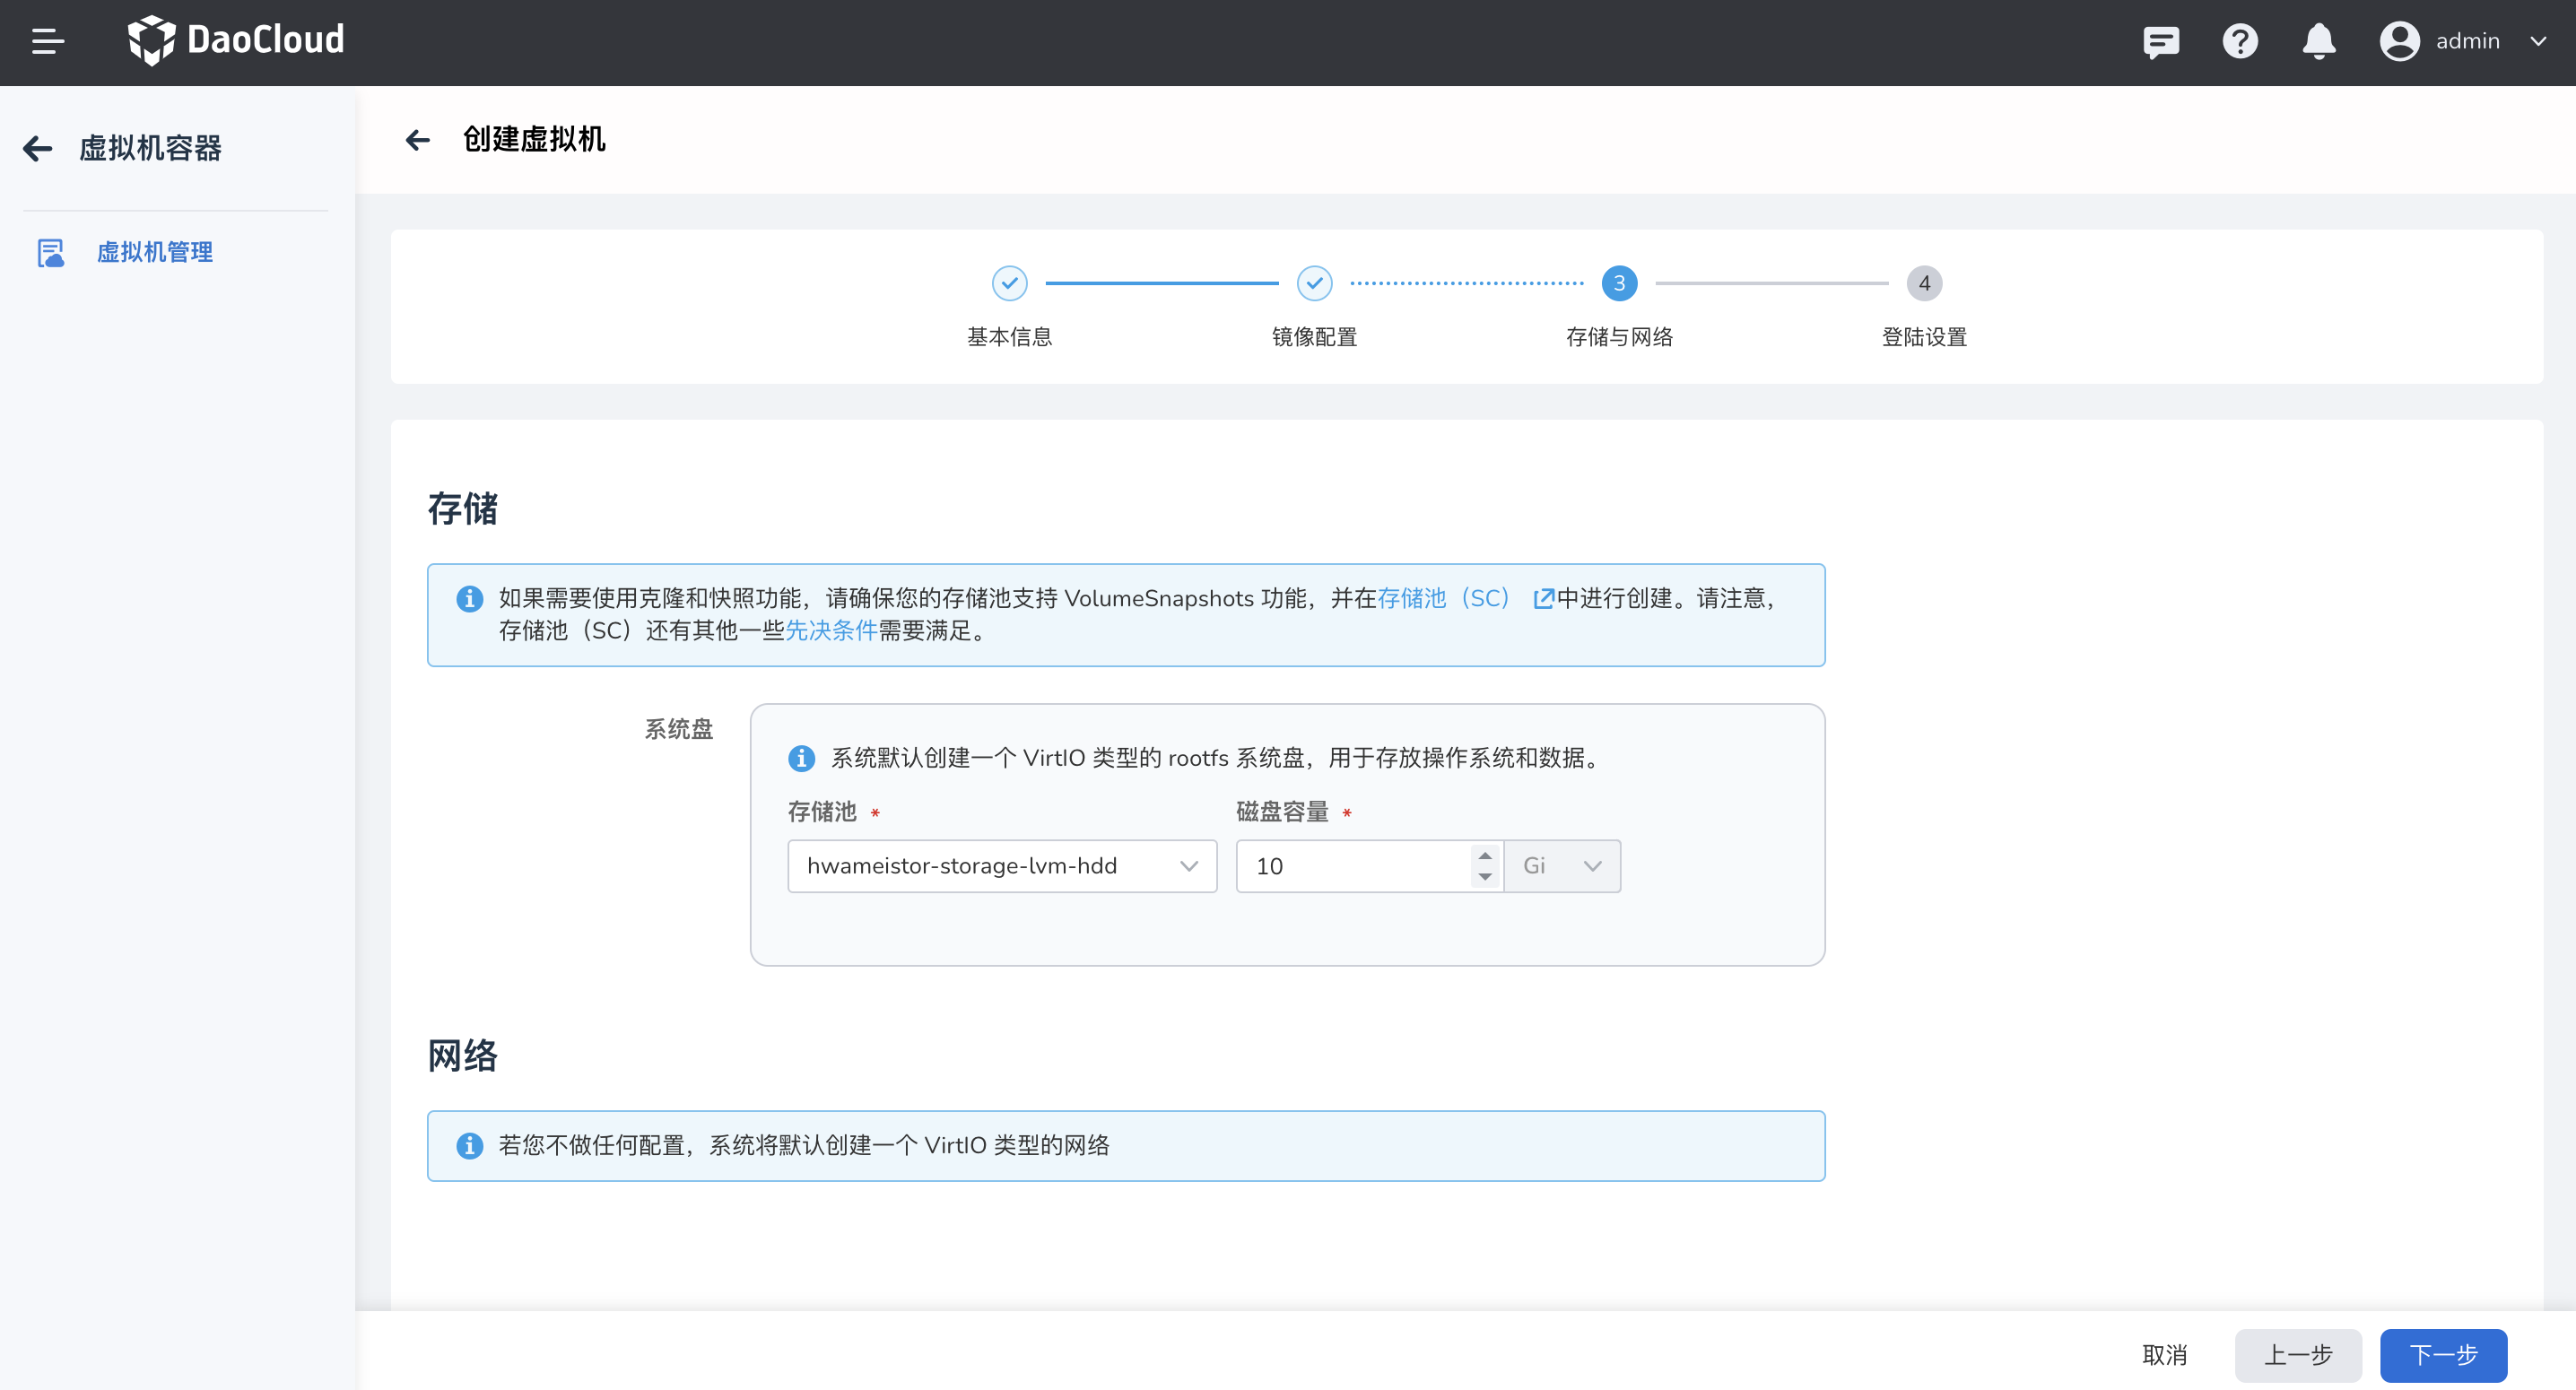 DaoCloud
admin
虚拟机容器
虚拟机管理
创建虚拟机
3
4
基本信息
镜像配置
存储与网络
登陆设置
存储
如果需要使用克隆和快照功能，请确保您的存储池支持 VolumeSnapshots 功能，并在存储池（SC）中进行创建。请注意，
存储池（SC）还有其他一些先决条件需要满足。
系统盘
系统默认创建一个 VirtIO 类型的 rootfs 系统盘，用于存放操作系统和数据。
存储池 *
磁盘容量 *
hwameistor-storage-lvm-hdd
10
Gi
网络
若您不做任何配置，系统将默认创建一个 VirtIO 类型的网络
取消
上一步
下一步